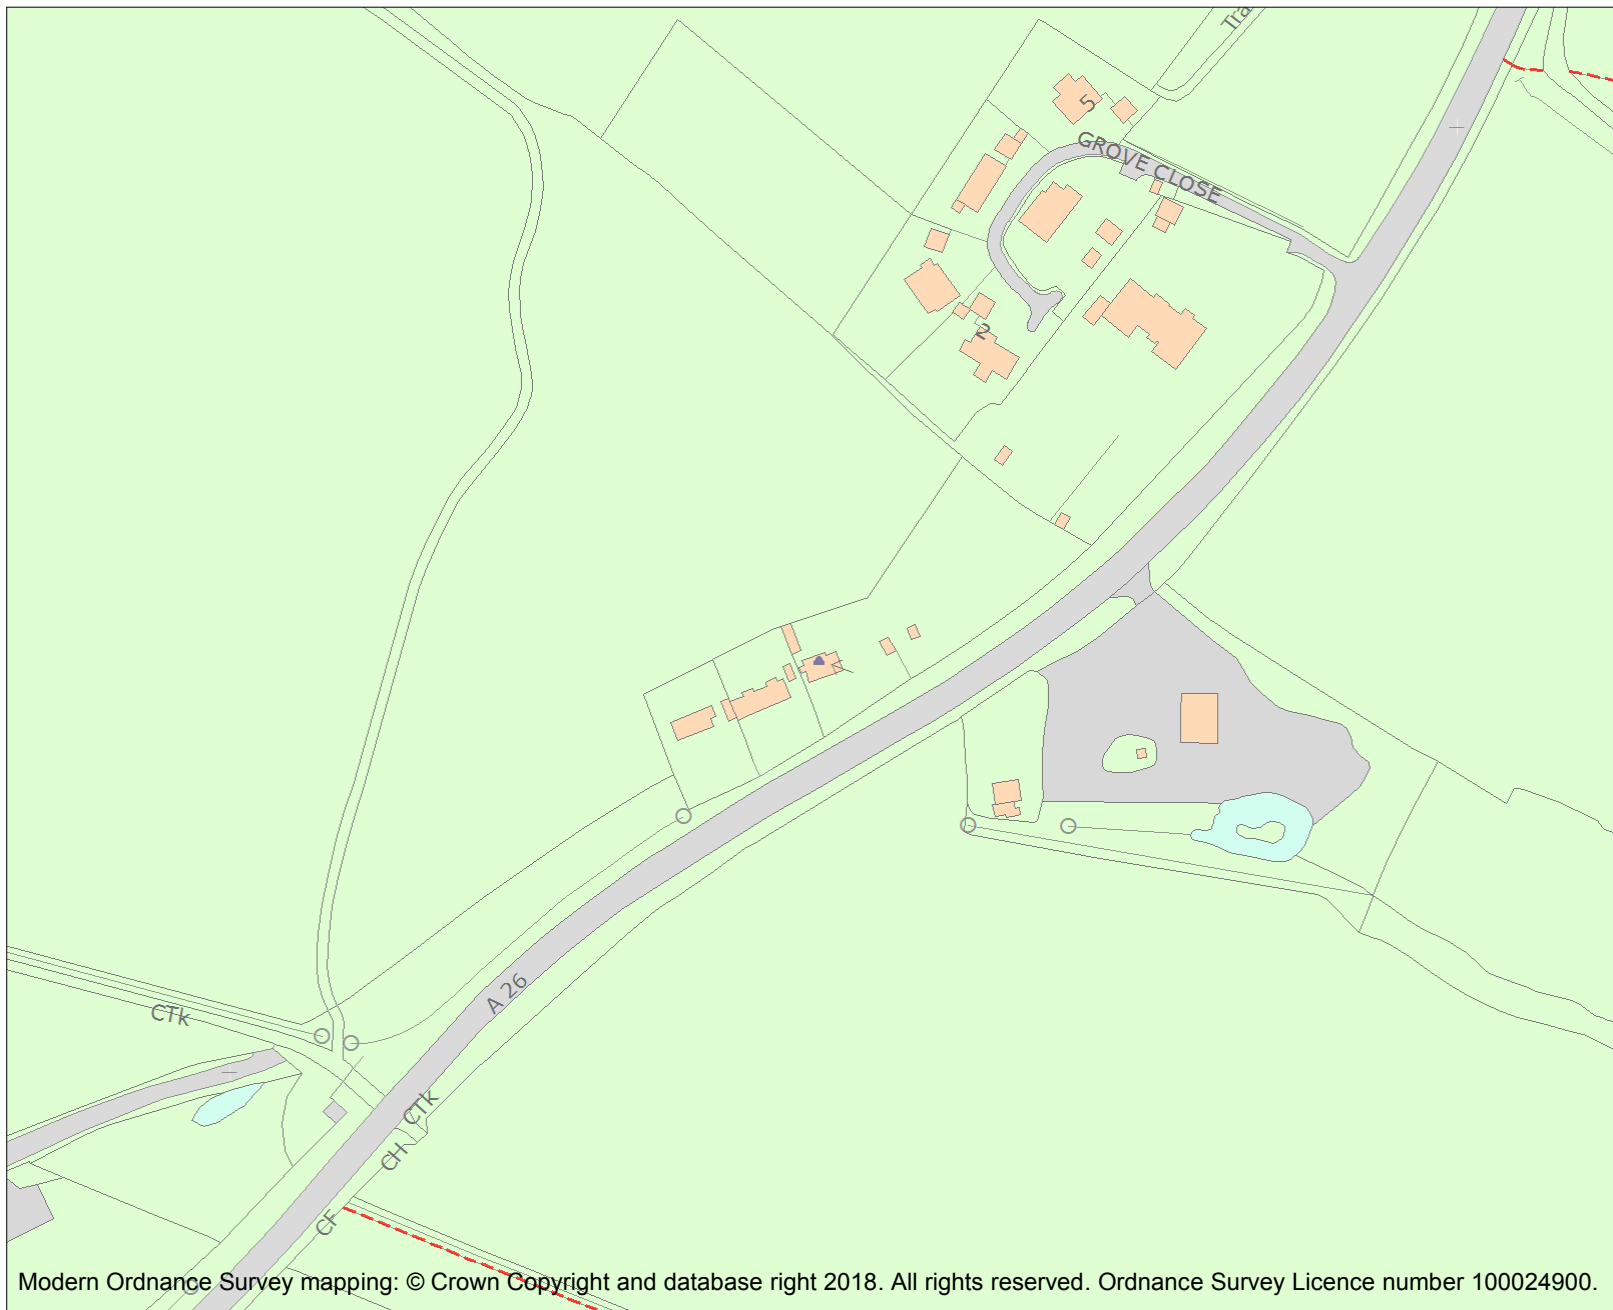 Tra
5
GROVE CLOSE
2
A 26
CTk
CTk
CH
CF
Modern Ordnance Survey mapping: © Crown Copyright and database right 2018. All rights reserved. Ordnance Survey Licence number 100024900.